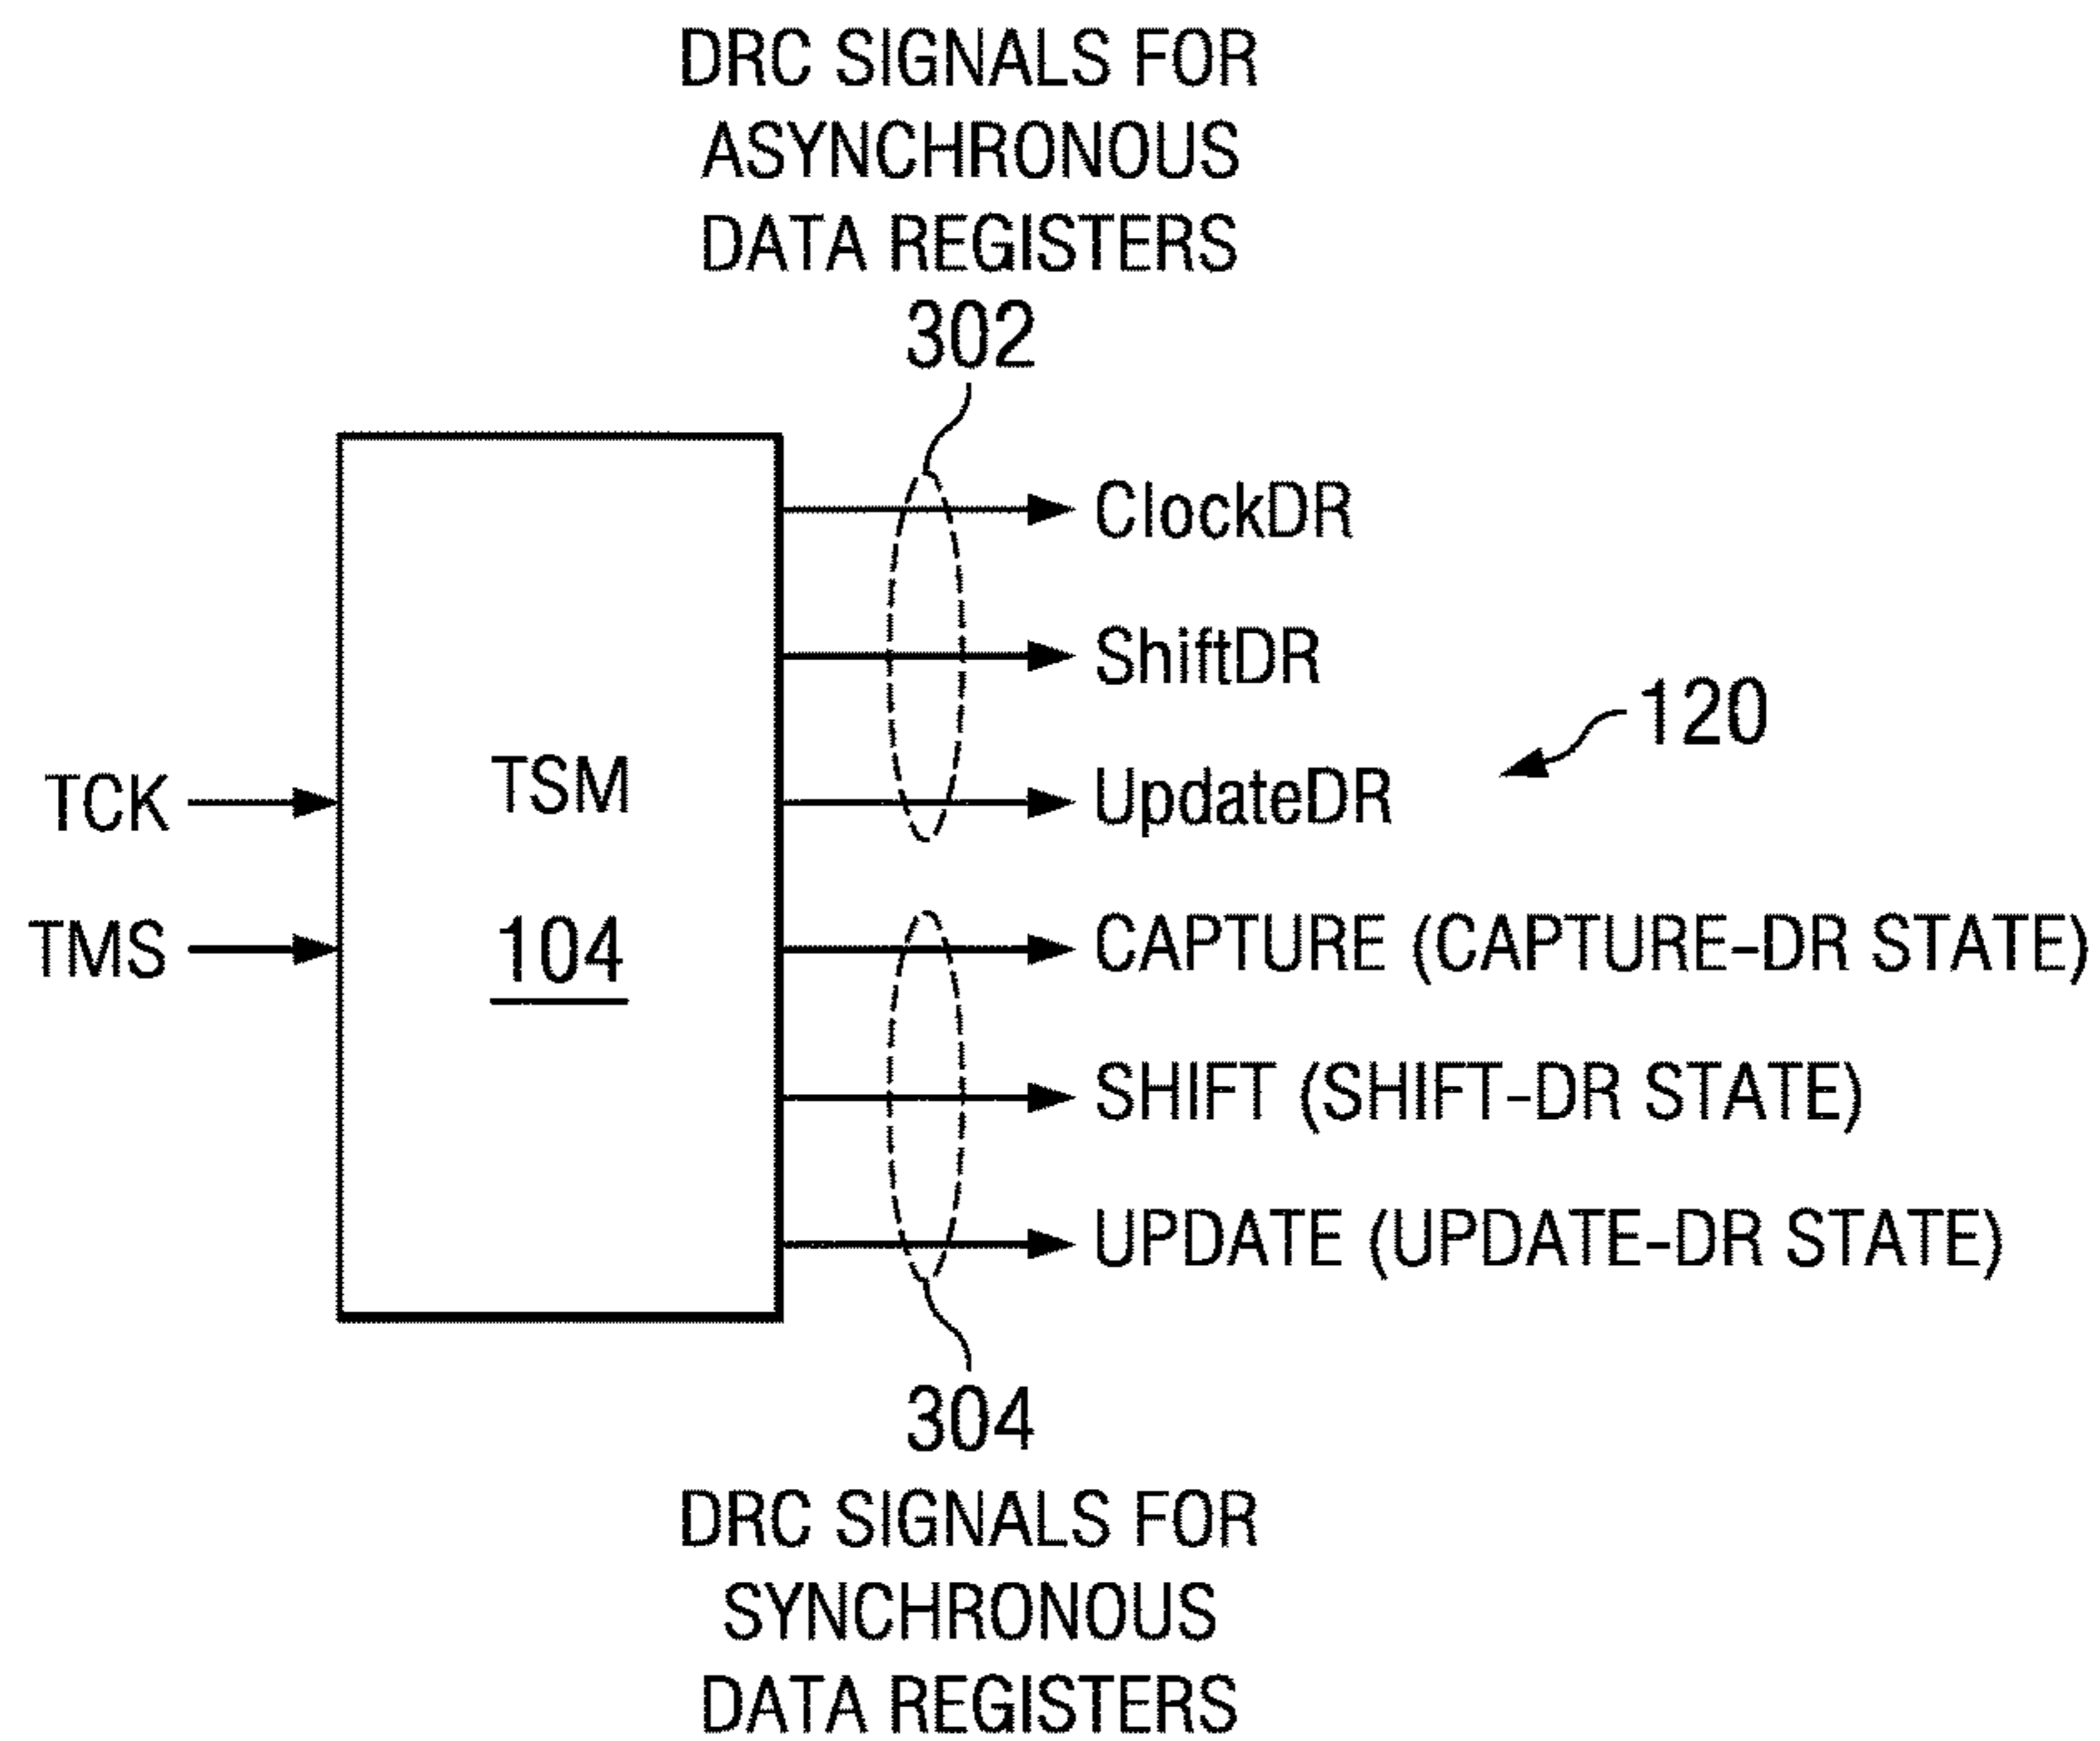 DRC SIGNALS FOR
ASYNCHRONOUS
DATA REGISTERS
302
ClockDR
ShiftDR
120
TSM
TCK
UpdateDR
TMS
104
CAPTURE (CAPTURE-DR STATE)
SHIFT (SHIFT-DR STATE)
UPDATE (UPDATE-DR STATE)
304
DRC SIGNALS FOR
SYNCHRONOUS
DATA REGISTERS